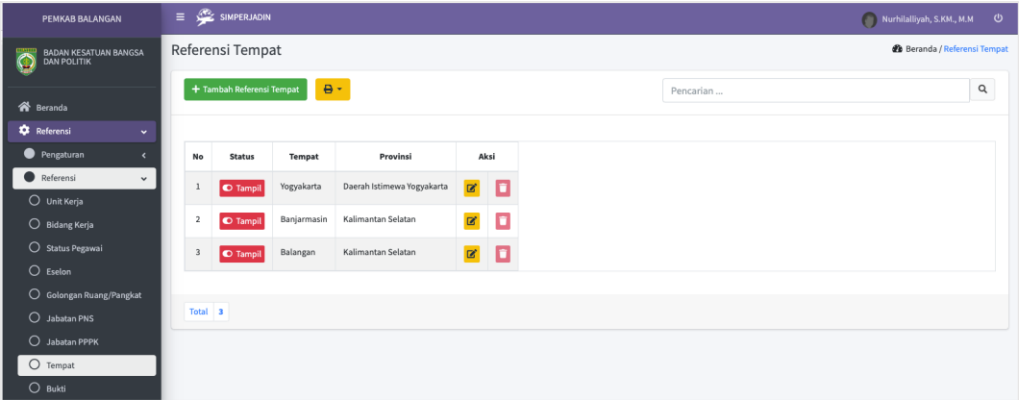 PEMKAB BALANGAN
SIMPERJADIN
Nurhilalliyah, S.KM., M.M
BADAN KESATUAN BANGSA
DAN POLITIK
Beranda
Referensi
Pengaturan
Referensi
Unit Kerja
Bidang Kerja
Status Pegawai
Eselon
Golongan Ruang/Pangkat
Jabatan PNS
Jabatan PPPK
Tempat
Bukti
Referensi Tempat
Beranda / Referensi Tempat
+ Tambah Referensi Tempat
Pencarian ...
No Status Tempat Provinsi Aksi
1 Tampil Yogyakarta Daerah Istimewa Yogyakarta
2 Tampil Banjarmasin Kalimantan Selatan
3 Tampil Balangan Kalimantan Selatan
Total 3